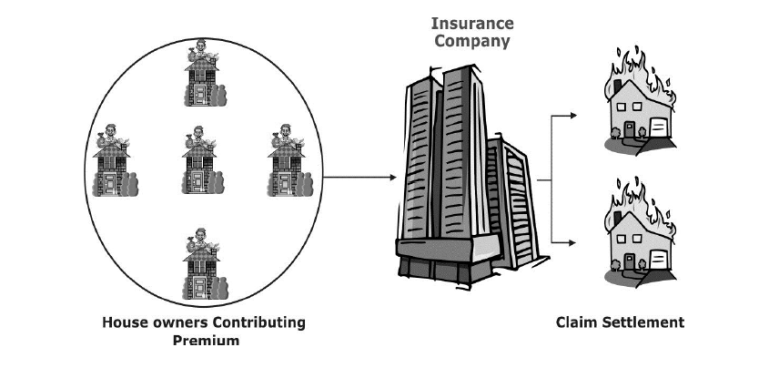 Insurance
Company
House owners Contributing
Premium
Claim Settlement